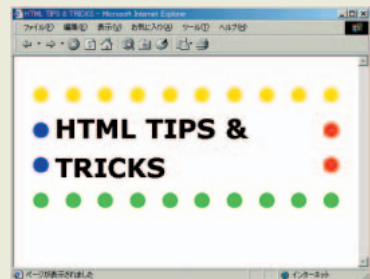 HTML TIPS & TRICKS - Microsoft Internet Explorer
ファイル(F) 編集(E) 表示(V) お気に入り(A) ツール(T) ヘルプ(H)
HTML TIPS &
TRICKS
ページが表示されました
インターネット